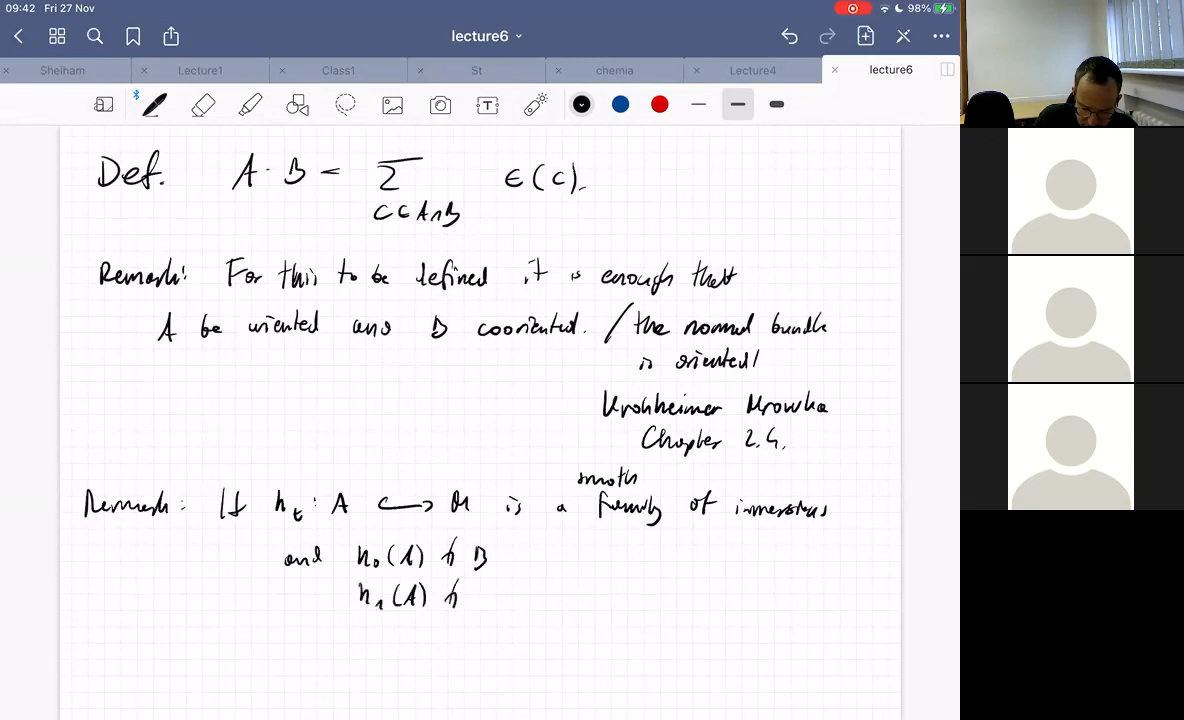 09:42 Fri 27 Nov
98%
lecture6
Sheiham
Lecture1
Class1
St
chemia
Lecture4
lecture6
Def. A · B = ∑ ϵ(c).
c ∈ A ∩ B
Remark: For this to be defined it is enough that
A be oriented and B cooriented. / the normal bundle
is oriented /
Kronheimer Mrowka
Chapter 2.4.
smooth
Remark: If h_t : A ↪ M is a family of immersions
and h_0(A) ⋔ B
h_1(A) ⋔